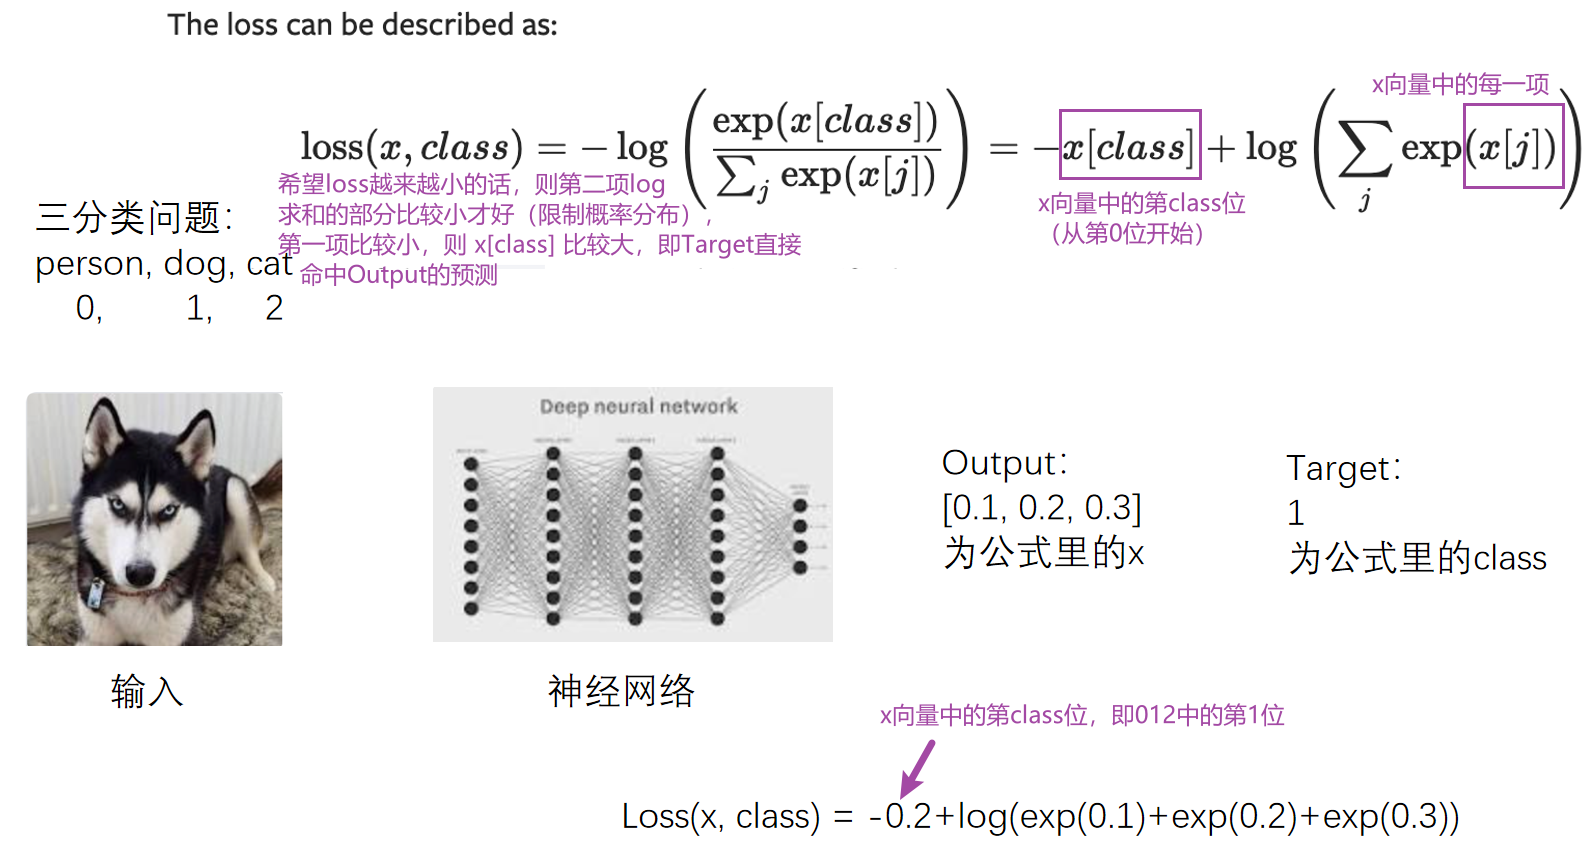 The loss can be described as:
x向量中的每一项
loss(x, class) = − log ( exp(x[class]) / ∑j exp(x[j]) ) = −x[class] + log ( ∑j exp(x[j]) )
希望loss越来越小的话，则第二项log
求和的部分比较小才好（限制概率分布），
第一项比较小，则 x[class] 比较大，即Target直接
命中Output的预测
x向量中的第class位
（从第0位开始）
三分类问题：
person, dog, cat
0, 1, 2
Deep neural network
Output：
[0.1, 0.2, 0.3]
为公式里的x
Target：
1
为公式里的class
输入
神经网络
x向量中的第class位，即012中的第1位
Loss(x, class) = -0.2+log(exp(0.1)+exp(0.2)+exp(0.3))